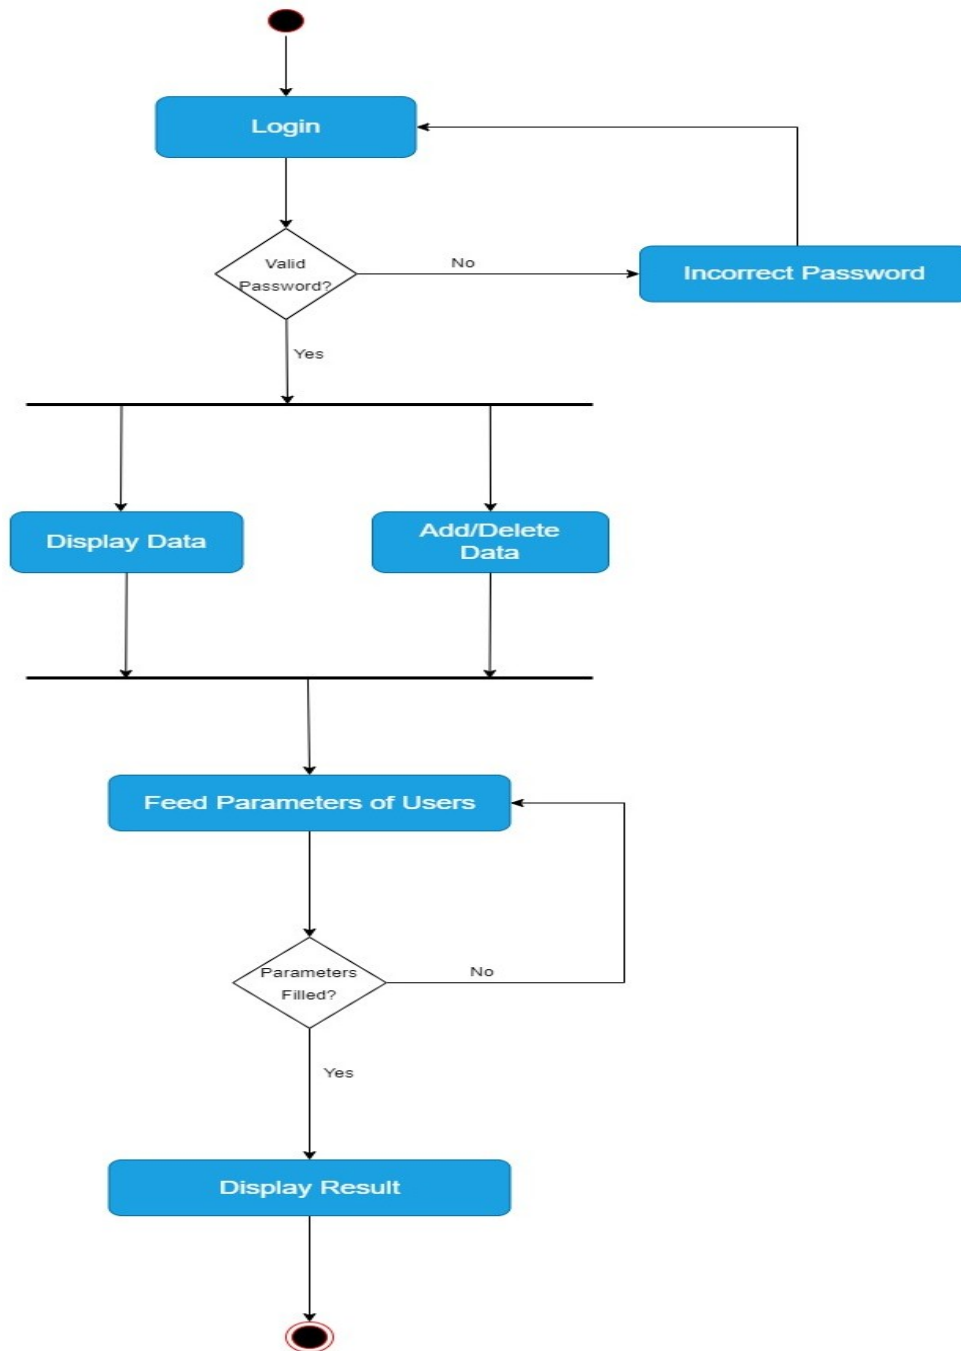 Login
Valid
Password?
No
Incorrect Password
Yes
Display Data
Add/Delete
Data
Feed Parameters of Users
Parameters
Filled?
No
Yes
Display Result